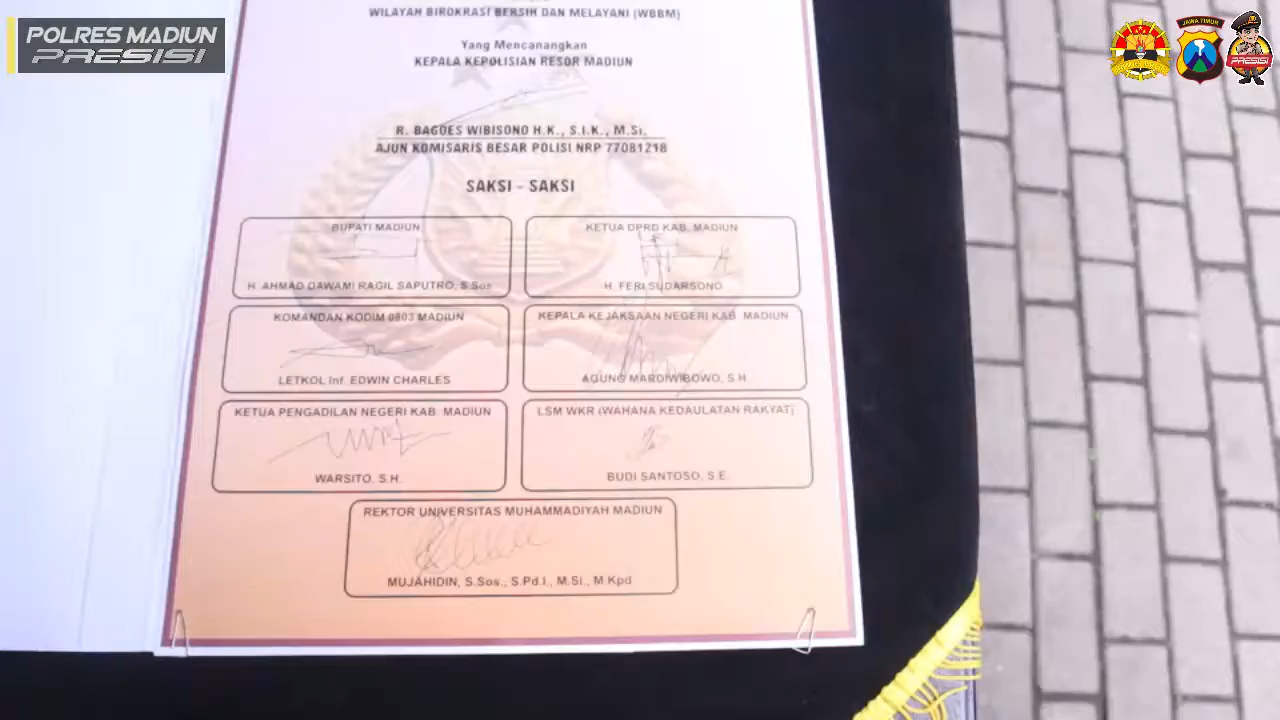 POLRES MADIUN
PRESISI
JAWA TIMUR
PRESISI
WILAYAH BIROKRASI BERSIH DAN MELAYANI (WBBM)
Yang Mencanangkan
KEPALA KEPOLISIAN RESOR MADIUN
R. BAGOES WIBISONO H.K., S.I.K., M.Si.
AJUN KOMISARIS BESAR POLISI NRP 77081218
SAKSI - SAKSI
BUPATI MADIUN
H. AHMAD DAWAMI RAGIL SAPUTRO, S.Sos
KETUA DPRD KAB. MADIUN
H. FERI SUDARSONO
KOMANDAN KODIM 0803 MADIUN
LETKOL Inf. EDWIN CHARLES
KEPALA KEJAKSAAN NEGERI KAB. MADIUN
AGUNG MARDIWIBOWO, S.H.
KETUA PENGADILAN NEGERI KAB. MADIUN
WARSITO, S.H.
LSM WKR (WAHANA KEDAULATAN RAKYAT)
BUDI SANTOSO, S.E.
REKTOR UNIVERSITAS MUHAMMADIYAH MADIUN
MUJAHIDIN, S.Sos., S.Pd.I., M.Si., M.Kpd